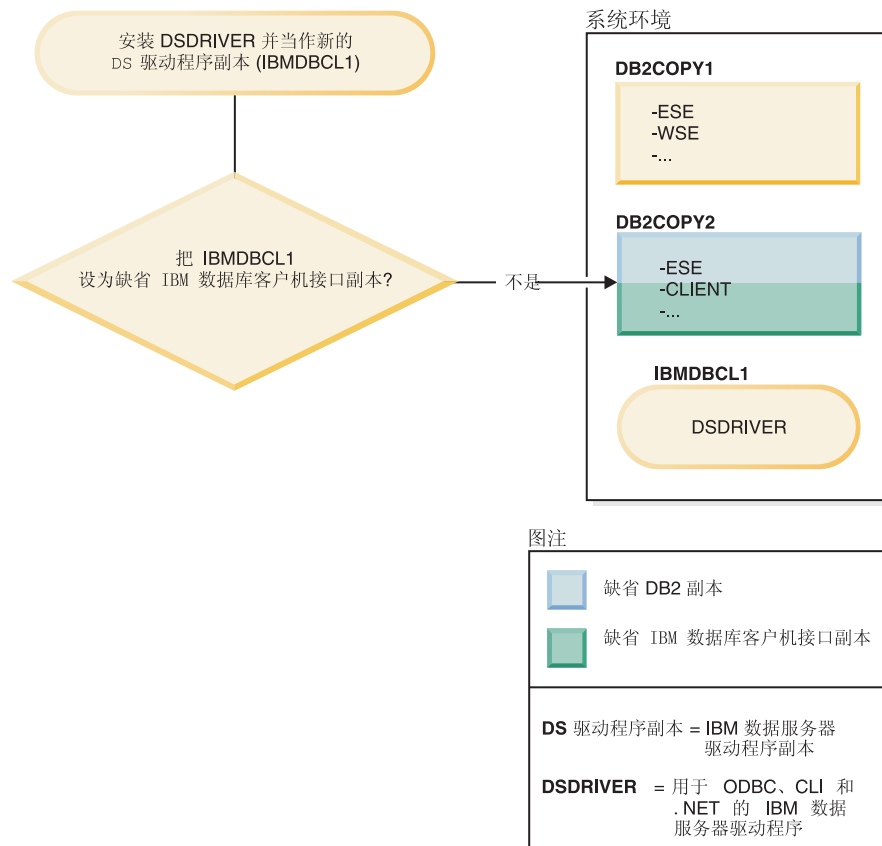 安装 DSDRIVER 并当作新的
DS 驱动程序副本 (IBMDBCL1)
把 IBMDBCL1
设为缺省 IBM 数据库客户机接口副本?
不是
系统环境
DB2COPY1
-ESE
-WSE
-...
DB2COPY2
-ESE
-CLIENT
-...
IBMDBCL1
DSDRIVER
图注
缺省 DB2 副本
缺省 IBM 数据库客户机接口副本
DS 驱动程序副本 = IBM 数据服务器
驱动程序副本
DSDRIVER = 用于 ODBC、CLI 和
.NET 的 IBM 数据
服务器驱动程序